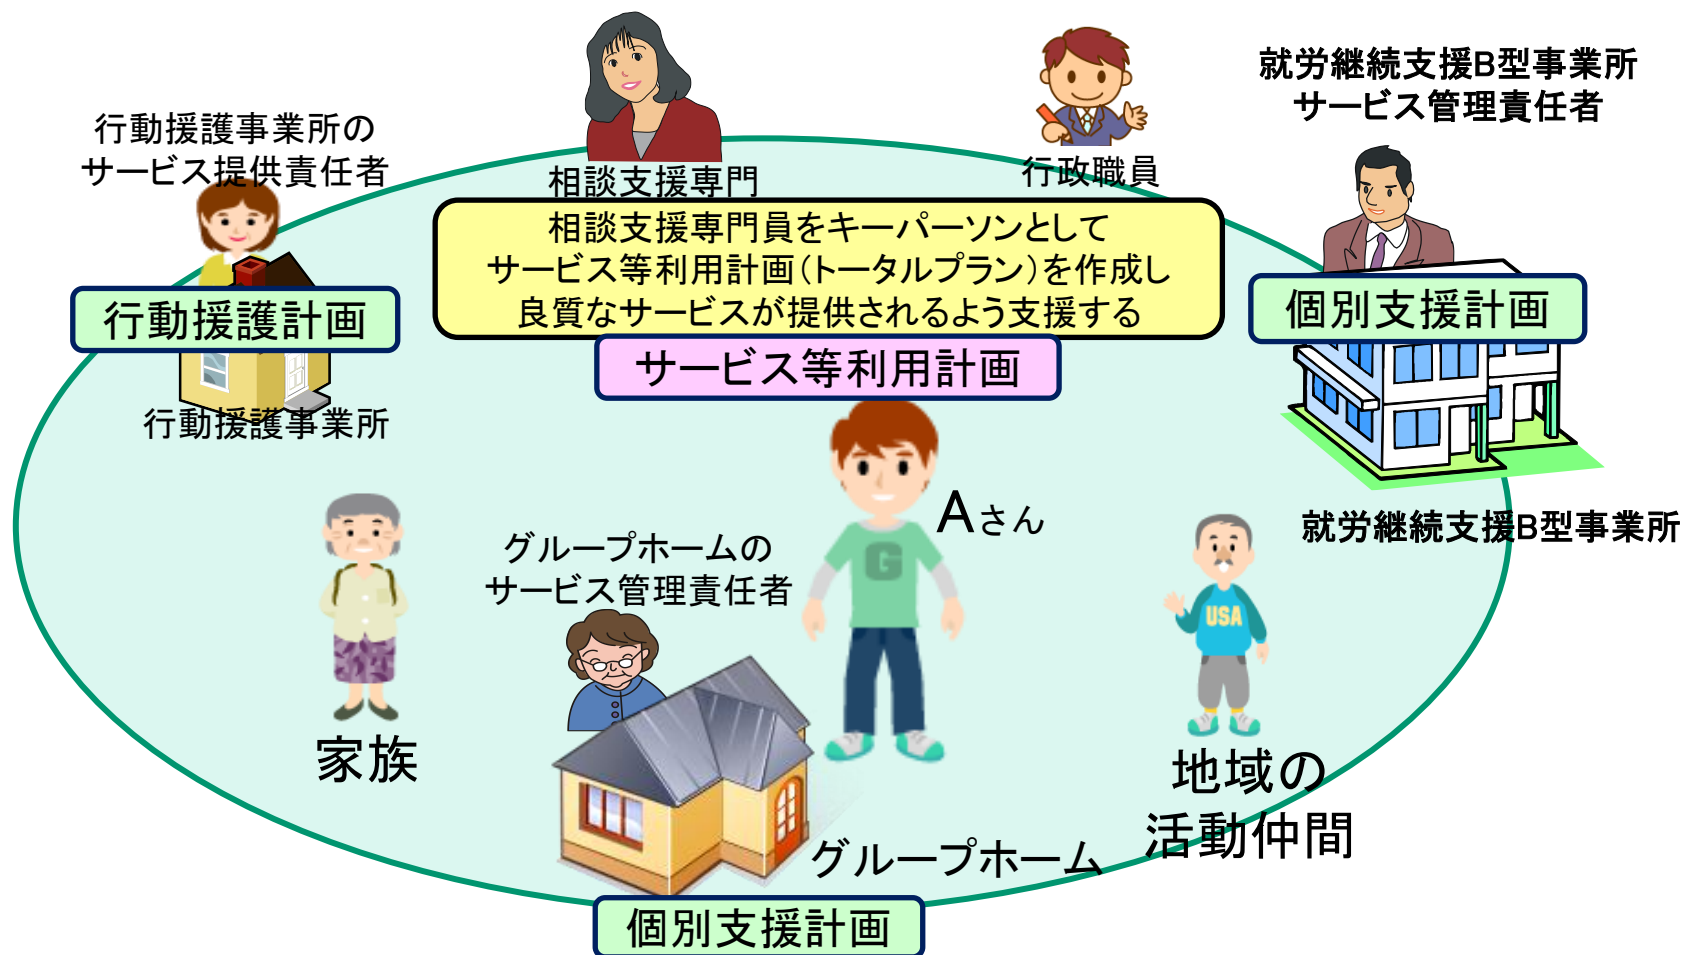 就労継続支援B型事業所
サービス管理責任者
行動援護事業所の
サービス提供責任者
相談支援専門
行政職員
相談支援専門員をキーパーソンとして
サービス等利用計画(トータルプラン)を作成し
良質なサービスが提供されるよう支援する
行動援護計画
個別支援計画
サービス等利用計画
行動援護事業所
Aさん
G
就労継続支援B型事業所
グループホームの
サービス管理責任者
USA
家族
地域の
活動仲間
グループホーム
個別支援計画